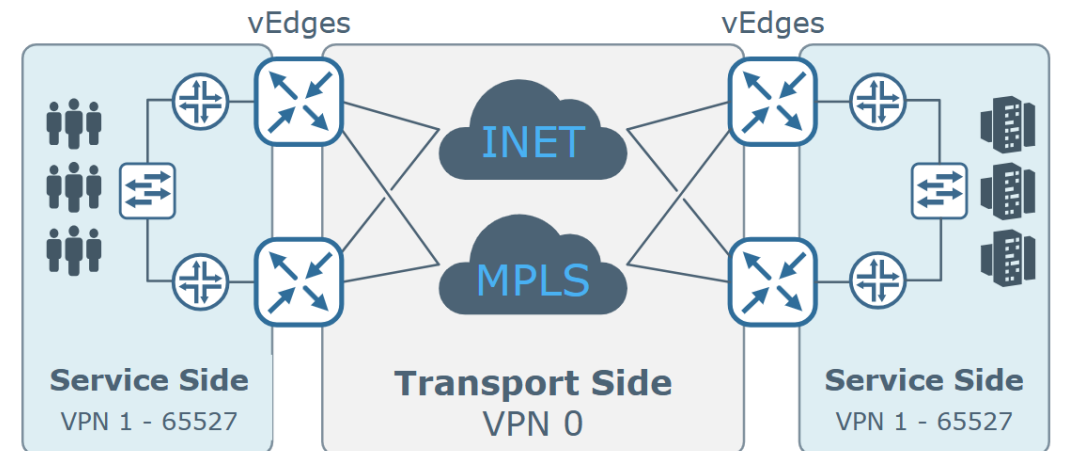 vEdges
vEdges
INET
MPLS
Service Side
VPN 1 - 65527
Transport Side
VPN 0
Service Side
VPN 1 - 65527